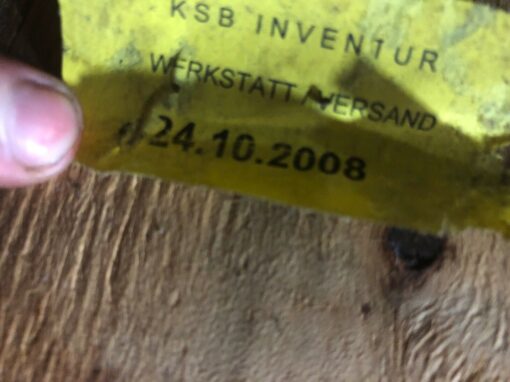 KSB INVENTUR
WERKSTATT / VERSAND
24.10.2008